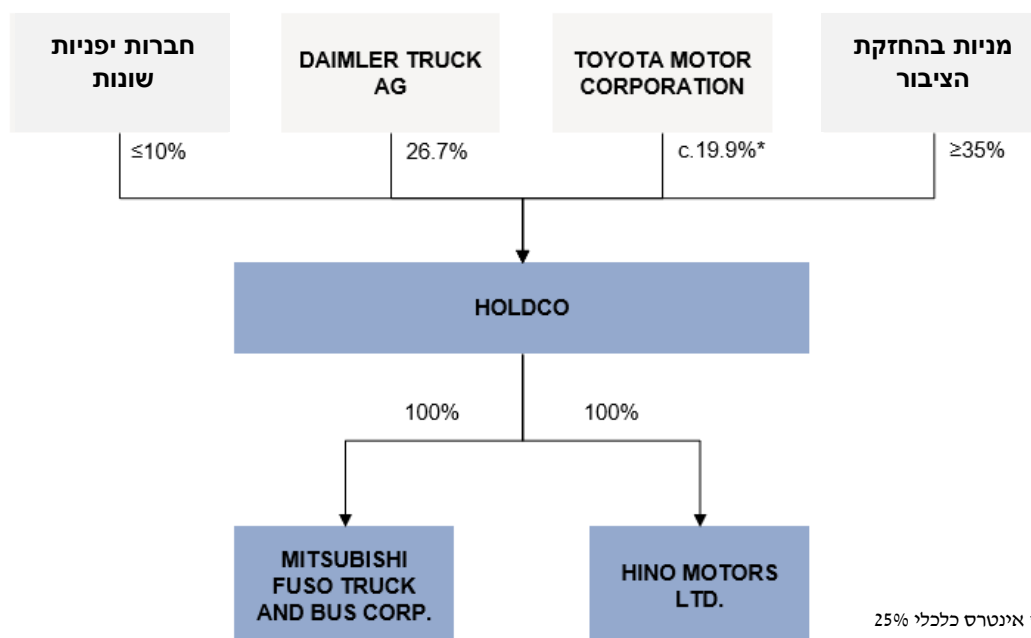 חברות יפניות
שונות
DAIMLER TRUCK
AG
TOYOTA MOTOR
CORPORATION
מניות בהחזקת
הציבור
≤10%
26.7%
c.19.9%*
≥35%
HOLDCO
100%
100%
MITSUBISHI
FUSO TRUCK
AND BUS CORP.
HINO MOTORS
LTD.
אינטרס כלכלי 25%